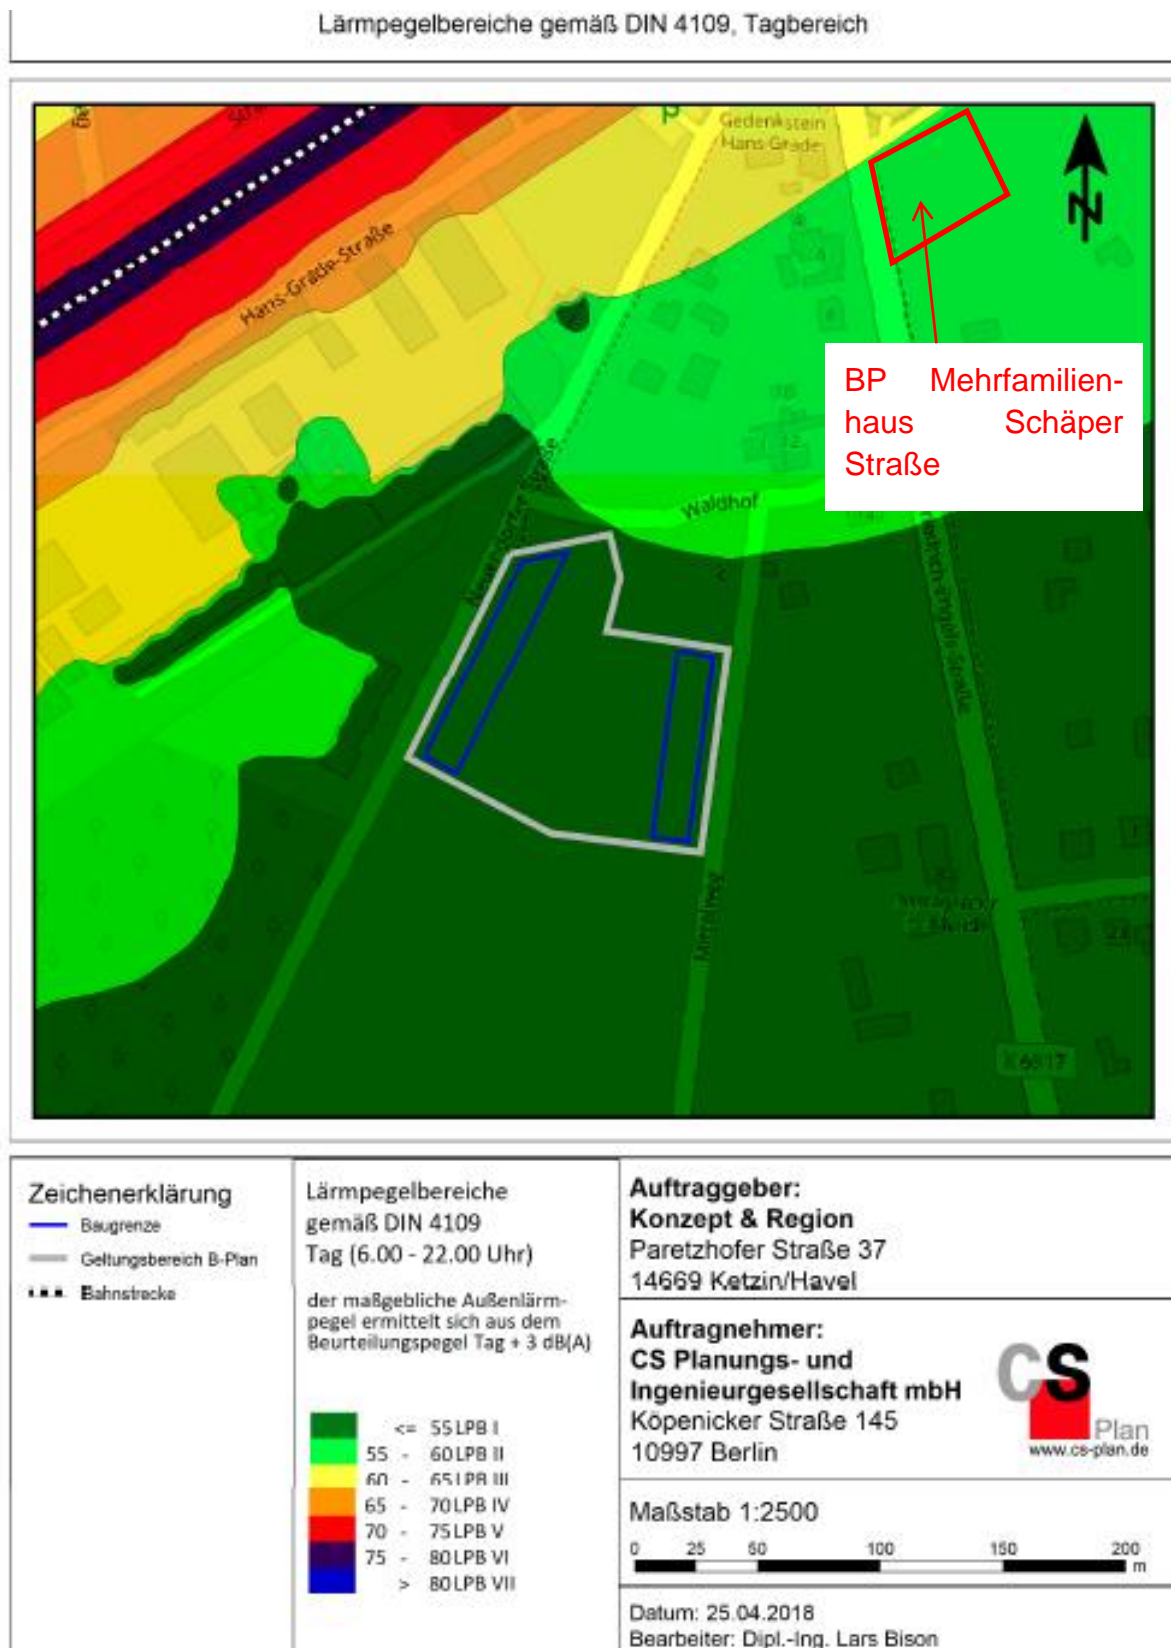 Lärmpegelbereiche gemäß DIN 4109, Tagbereich
Gedenkstein
Hans Grade
Hans-Grade-Straße
BP Mehrfamilien-
haus Schäper
Straße
Waldhof
Mittelweg
K 6917
Zeichenerklärung
Baugrenze
Geltungsbereich B-Plan
Bahnstrecke
Lärmpegelbereiche
gemäß DIN 4109
Tag (6.00 - 22.00 Uhr)
der maßgebliche Außenlärm-
pegel ermittelt sich aus dem
Beurteilungspegel Tag + 3 dB(A)
<= 55 LPB I
55 - 60 LPB II
60 - 65 LPB III
65 - 70 LPB IV
70 - 75 LPB V
75 - 80 LPB VI
> 80 LPB VII
Auftraggeber:
Konzept & Region
Paretzhofer Straße 37
14669 Ketzin/Havel
Auftragnehmer:
CS Planungs- und
Ingenieurgesellschaft mbH
Köpenicker Straße 145
10997 Berlin
CS
Plan
www.cs-plan.de
Maßstab 1:2500
0 25 50 100 150 200
m
Datum: 25.04.2018
Bearbeiter: Dipl.-Ing. Lars Bison